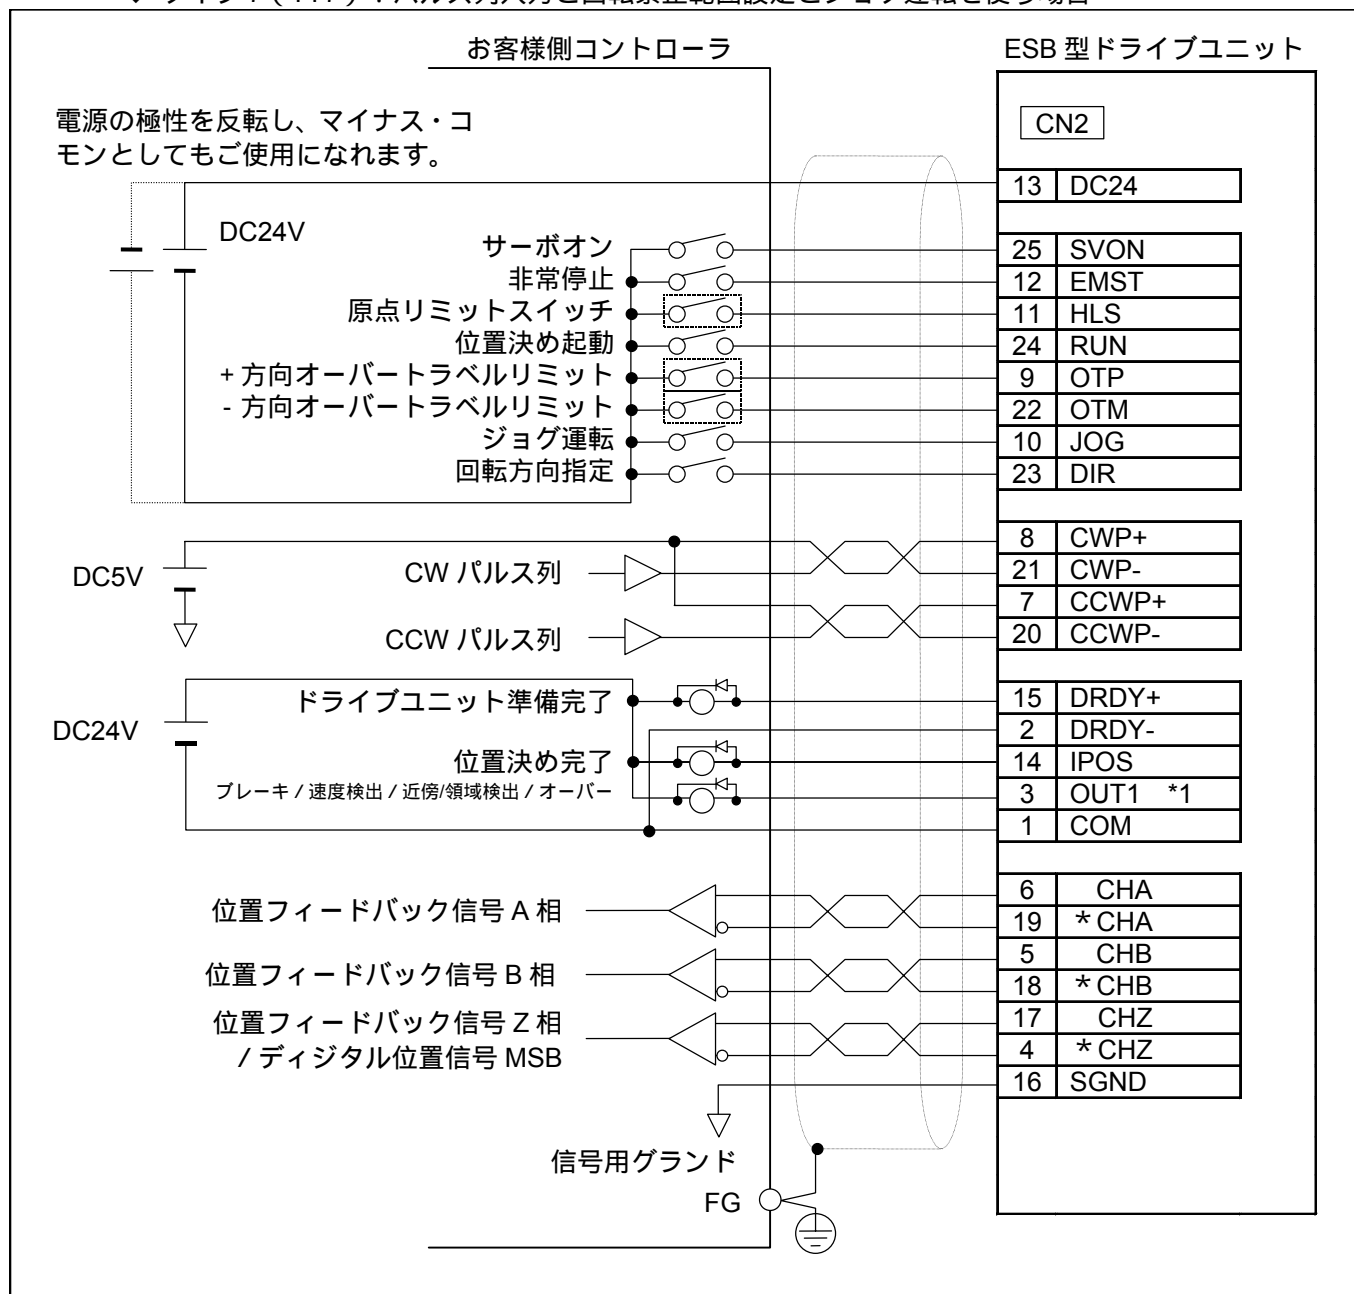 お客様側コントローラ
ESB 型ドライブユニット
電源の極性を反転し、マイナス・コ
モンとしてもご使用になれます。
CN2
13 DC24
DC24V
サーボオン 25 SVON
非常停止 12 EMST
原点リミットスイッチ 11 HLS
位置決め起動 24 RUN
+ 方向オーバートラベルリミット 9 OTP
- 方向オーバートラベルリミット 22 OTM
ジョグ運転 10 JOG
回転方向指定 23 DIR
8 CWP+
DC5V CW パルス列 21 CWP-
7 CCWP+
CCW パルス列 20 CCWP-
ドライブユニット準備完了 15 DRDY+
DC24V 2 DRDY-
位置決め完了 14 IPOS
ブレーキ / 速度検出 / 近傍/領域検出 / オーバー 3 OUT1 *1
1 COM
6 CHA
位置フィードバック信号 A 相 19 *CHA
5 CHB
位置フィードバック信号 B 相 18 *CHB
位置フィードバック信号 Z 相 17 CHZ
/ ディジタル位置信号 MSB 4 *CHZ
16 SGND
信号用グランド
FG